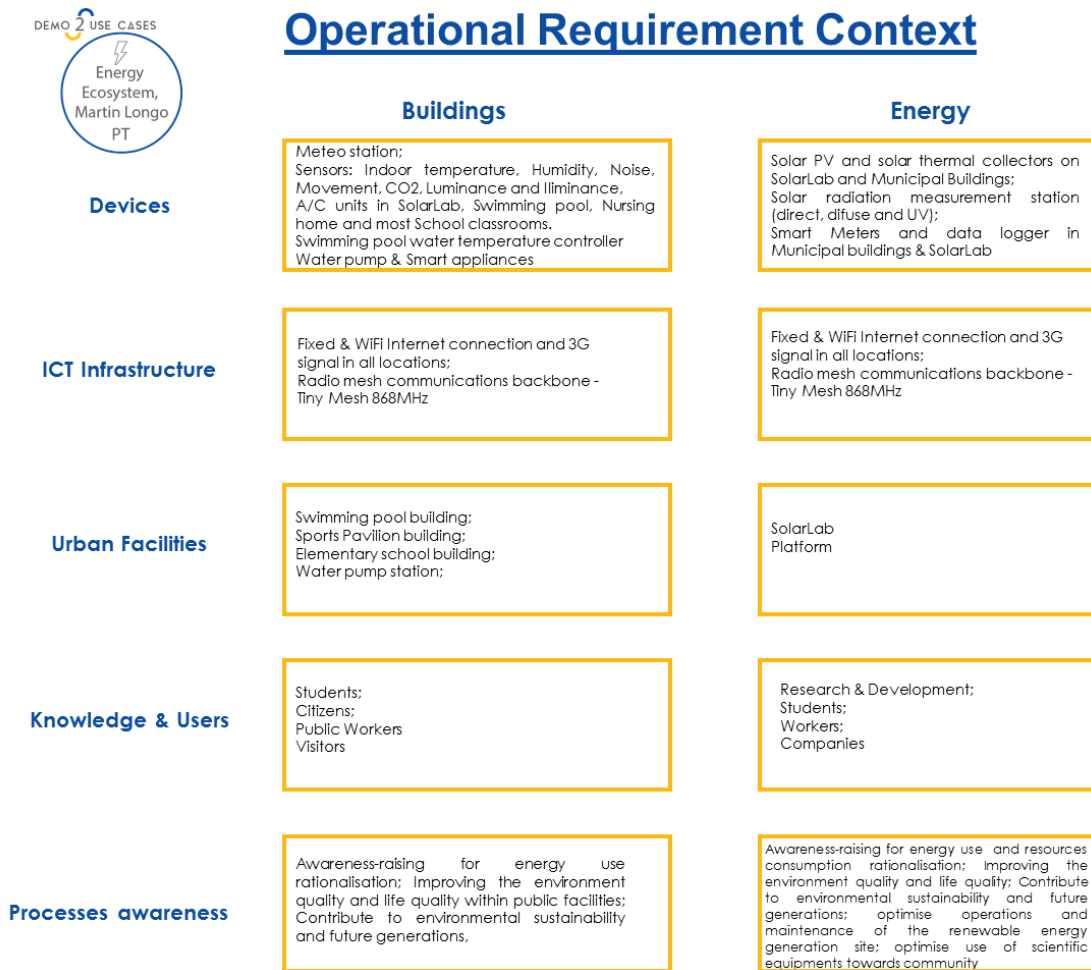 DEMO 2 USE CASES
Energy
Ecosystem,
Martin Longo
PT
Operational Requirement Context
Buildings
Energy
Devices
Meteo station;
Sensors: Indoor temperature, Humidity, Noise,
Movement, CO2, Luminance and Iliminance,
A/C units in SolarLab, Swimming pool, Nursing
home and most School classrooms.
Swimming pool water temperature controller
Water pump & Smart appliances
Solar PV and solar thermal collectors on
SolarLab and Municipal Buildings;
Solar radiation measurement station
(direct, difuse and UV);
Smart Meters and data logger in
Municipal buildings & SolarLab
ICT Infrastructure
Fixed & WiFi Internet connection and 3G
signal in all locations;
Radio mesh communications backbone -
Tiny Mesh 868MHz
Fixed & WiFi Internet connection and 3G
signal in all locations;
Radio mesh communications backbone -
Tiny Mesh 868MHz
Urban Facilities
Swimming pool building;
Sports Pavilion building;
Elementary school building;
Water pump station;
SolarLab
Platform
Knowledge & Users
Students;
Citizens;
Public Workers
Visitors
Research & Development;
Students;
Workers;
Companies
Processes awareness
Awareness-raising for energy use
rationalisation; Improving the environment
quality and life quality within public facilities;
Contribute to environmental sustainability
and future generations,
Awareness-raising for energy use and resources
consumption rationalisation; Improving the
environment quality and life quality; Contribute
to environmental sustainability and future
generations; optimise operations and
maintenance of the renewable energy
generation site; optimise use of scientific
equipments towards community